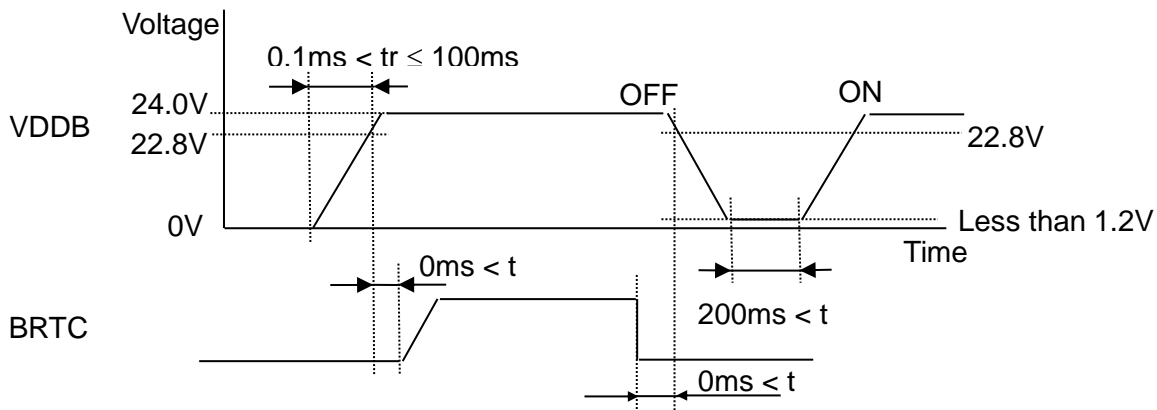 Voltage
0.1ms < tr ≤ 100ms
24.0V
OFF
ON
VDDB
22.8V
22.8V
0V
Less than 1.2V
Time
0ms < t
200ms < t
BRTC
0ms < t